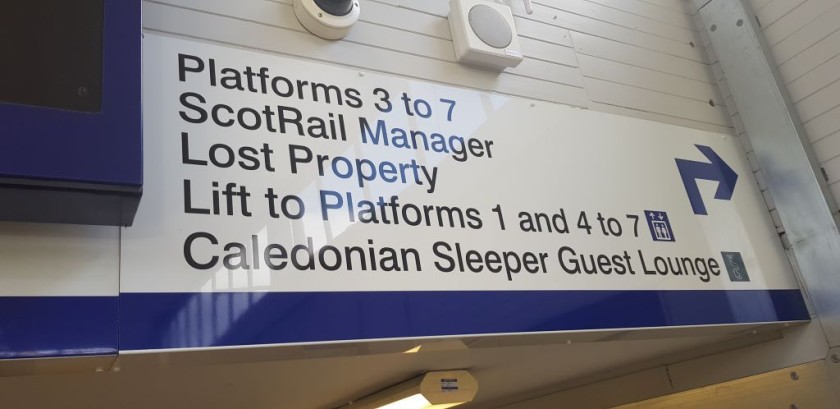 Platforms 3 to 7
ScotRail Manager
Lost Property
Lift to Platforms 1 and 4 to 7
Caledonian Sleeper Guest Lounge